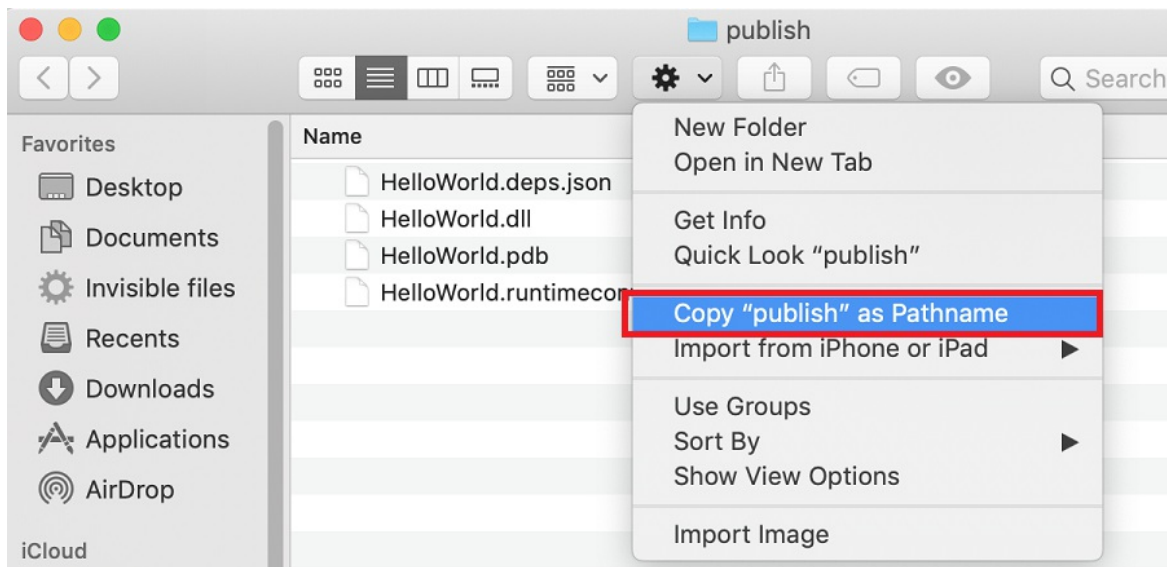 publish
Search
Favorites
Desktop
Documents
Invisible files
Recents
Downloads
Applications
AirDrop
iCloud
Name
HelloWorld.deps.json
HelloWorld.dll
HelloWorld.pdb
HelloWorld.runtimecon
New Folder
Open in New Tab
Get Info
Quick Look “publish”
Copy “publish” as Pathname
Import from iPhone or iPad
Use Groups
Sort By
Show View Options
Import Image